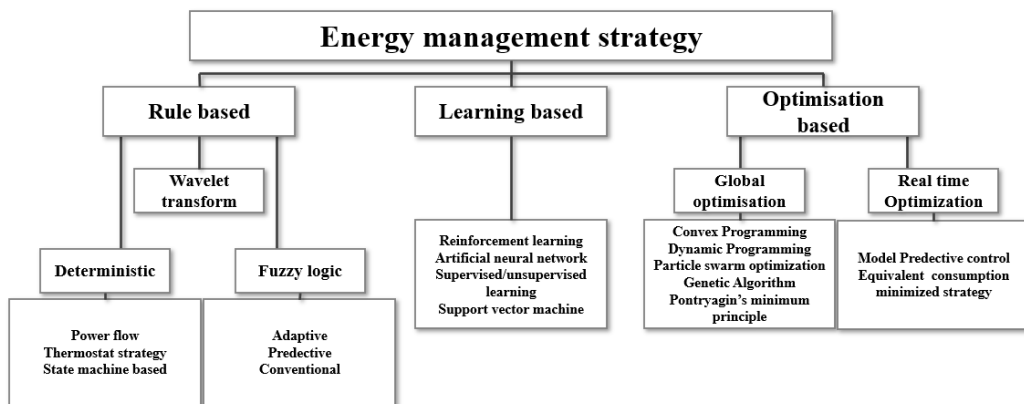 Energy management strategy
Rule based
Learning based
Optimisation
based
Wavelet
transform
Global
optimisation
Real time
Optimization
Deterministic
Fuzzy logic
Reinforcement learning
Artificial neural network
Supervised/unsupervised
learning
Support vector machine
Convex Programming
Dynamic Programming
Particle swarm optimization
Genetic Algorithm
Pontryagin’s minimum
principle
Model Predective control
Equivalent consumption
minimized strategy
Power flow
Thermostat strategy
State machine based
Adaptive
Predective
Conventional